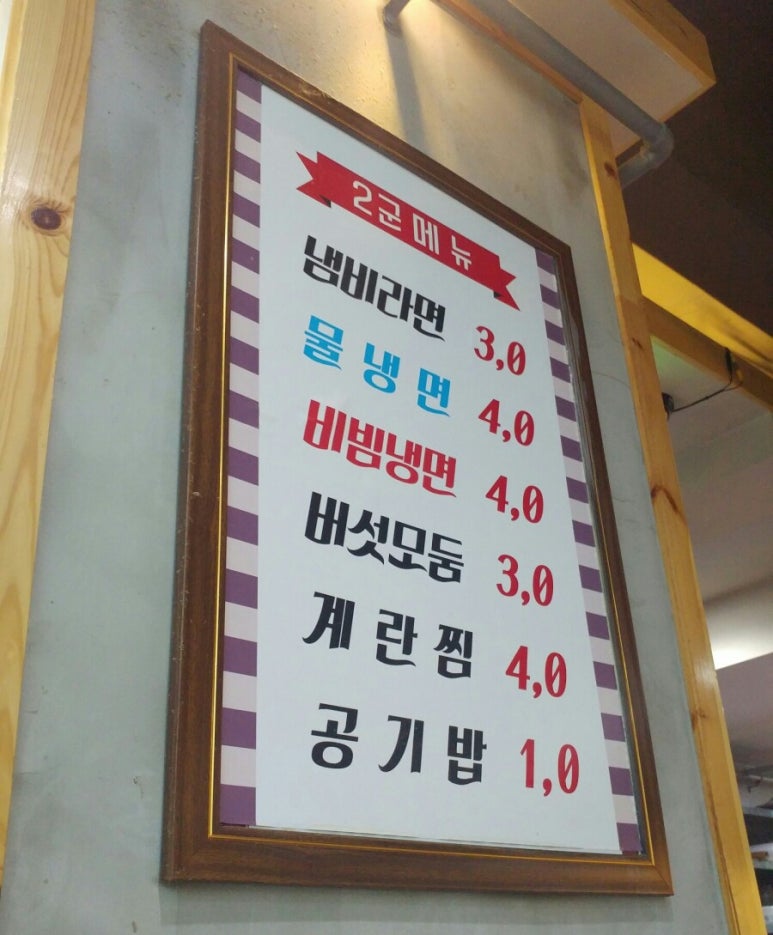 2군메뉴
냄비라면 3,0
물냉면 4,0
비빔냉면 4,0
버섯모둠 3,0
계란찜 4,0
공기밥 1,0